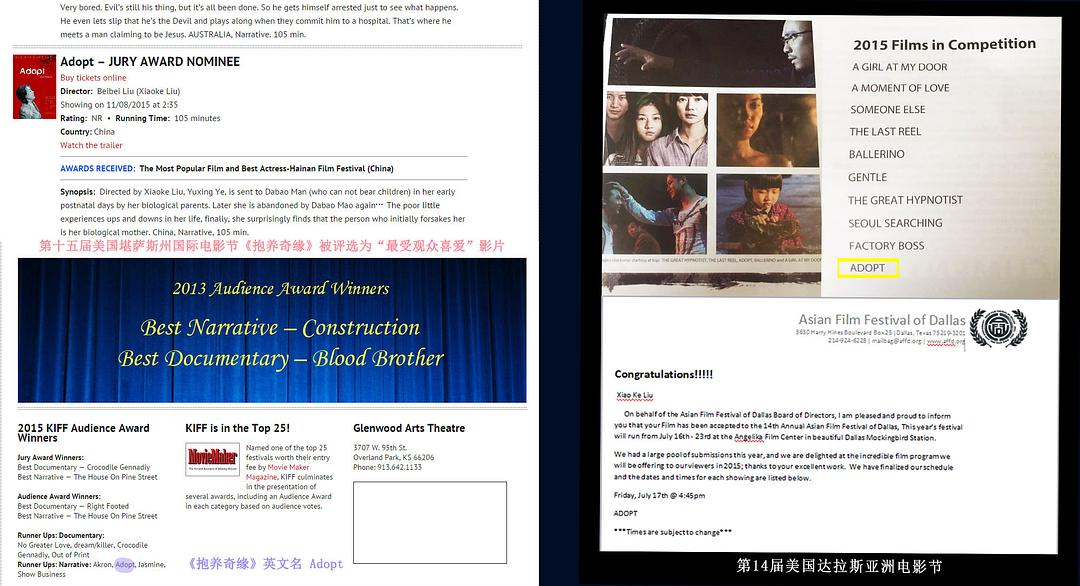 Very bored. Evil's still his thing, but it's all been done. So he gets himself arrested just to see what happens.
He even lets slip that he's the Devil and plays along when they commit him to a hospital. That's where he
meets a man claiming to be Jesus. AUSTRALIA, Narrative. 105 min.
Adopt
Adopt – JURY AWARD NOMINEE
Buy tickets online
Director: Beibei Liu (Xiaoke Liu)
Showing on 11/08/2015 at 2:35
Rating: NR • Running Time: 105 minutes
Country: China
Watch the trailer
AWARDS RECEIVED: The Most Popular Film and Best Actress-Hainan Film Festival (China)
Synopsis: Directed by Xiaoke Liu, Yuxing Ye, is sent to Dabao Man (who can not bear children) in her early
postnatal days by her biological parents. Later she is abandoned by Dabao Mao again··· The poor little
experiences ups and downs in her life, finally, she surprisingly finds that the person who initially forsakes her
is her biological mother. China, Narrative, 105 min.
第十五届美国堪萨斯州国际电影节《抱养奇缘》被评选为“最受观众喜爱”影片
2013 Audience Award Winners
Best Narrative – Construction
Best Documentary – Blood Brother
2015 KIFF Audience Award
Winners
Jury Award Winners:
Best Documentary — Crocodile Gennadiy
Best Narrative — The House On Pine Street
Audience Award Winners:
Best Documentary — Right Footed
Best Narrative — The House On Pine Street
Runner Ups: Documentary:
No Greater Love, dream/killer, Crocodile
Gennadiy, Out of Print
Runner Ups: Narrative: Akron, Adopt, Jasmine,
Show Business
KIFF is in the Top 25!
MovieMaker
Named one of the top 25
festivals worth their entry
fee by Movie Maker
Magazine, KIFF culminates
in the presentation of
several awards, including an Audience Award
in each category based on audience votes.
《抱养奇缘》英文名 Adopt
Glenwood Arts Theatre
3707 W. 95th St.
Overland Park, KS 66206
Phone: 913.642.1133
2015 Films in Competition
A GIRL AT MY DOOR
A MOMENT OF LOVE
SOMEONE ELSE
THE LAST REEL
BALLERINO
GENTLE
THE GREAT HYPNOTIST
SEOUL SEARCHING
FACTORY BOSS
ADOPT
THE GREAT HYPNOTIST, THE LAST REEL, ADOPT, BALLERINO and A GIRL AT MY DOOR
Asian Film Festival of Dallas
3630 Harry Hines Boulevard Box 25 | Dallas, Texas 75219-3201
214-924-6228 | mailbag@affd.org | www.affd.org
Congratulations!!!!!
Xiao Ke Liu
On behalf of the Asian Film Festival of Dallas Board of Directors, I am pleased and proud to inform
you that your Film has been accepted to the 14th Annual Asian Film Festival of Dallas, This year's festival
will run from July 16th - 23rd at the Angelika Film Center in beautiful Dallas Mockingbird Station.
We had a large pool of submissions this year, and we are delighted at the incredible film program we
will be offering to our viewers in 2015; thanks to your excellent work. We have finalized our schedule
and the dates and times for each showing are listed below.
Friday, July 17th @ 4:45pm
ADOPT
***Times are subject to change***
第14届美国达拉斯亚洲电影节